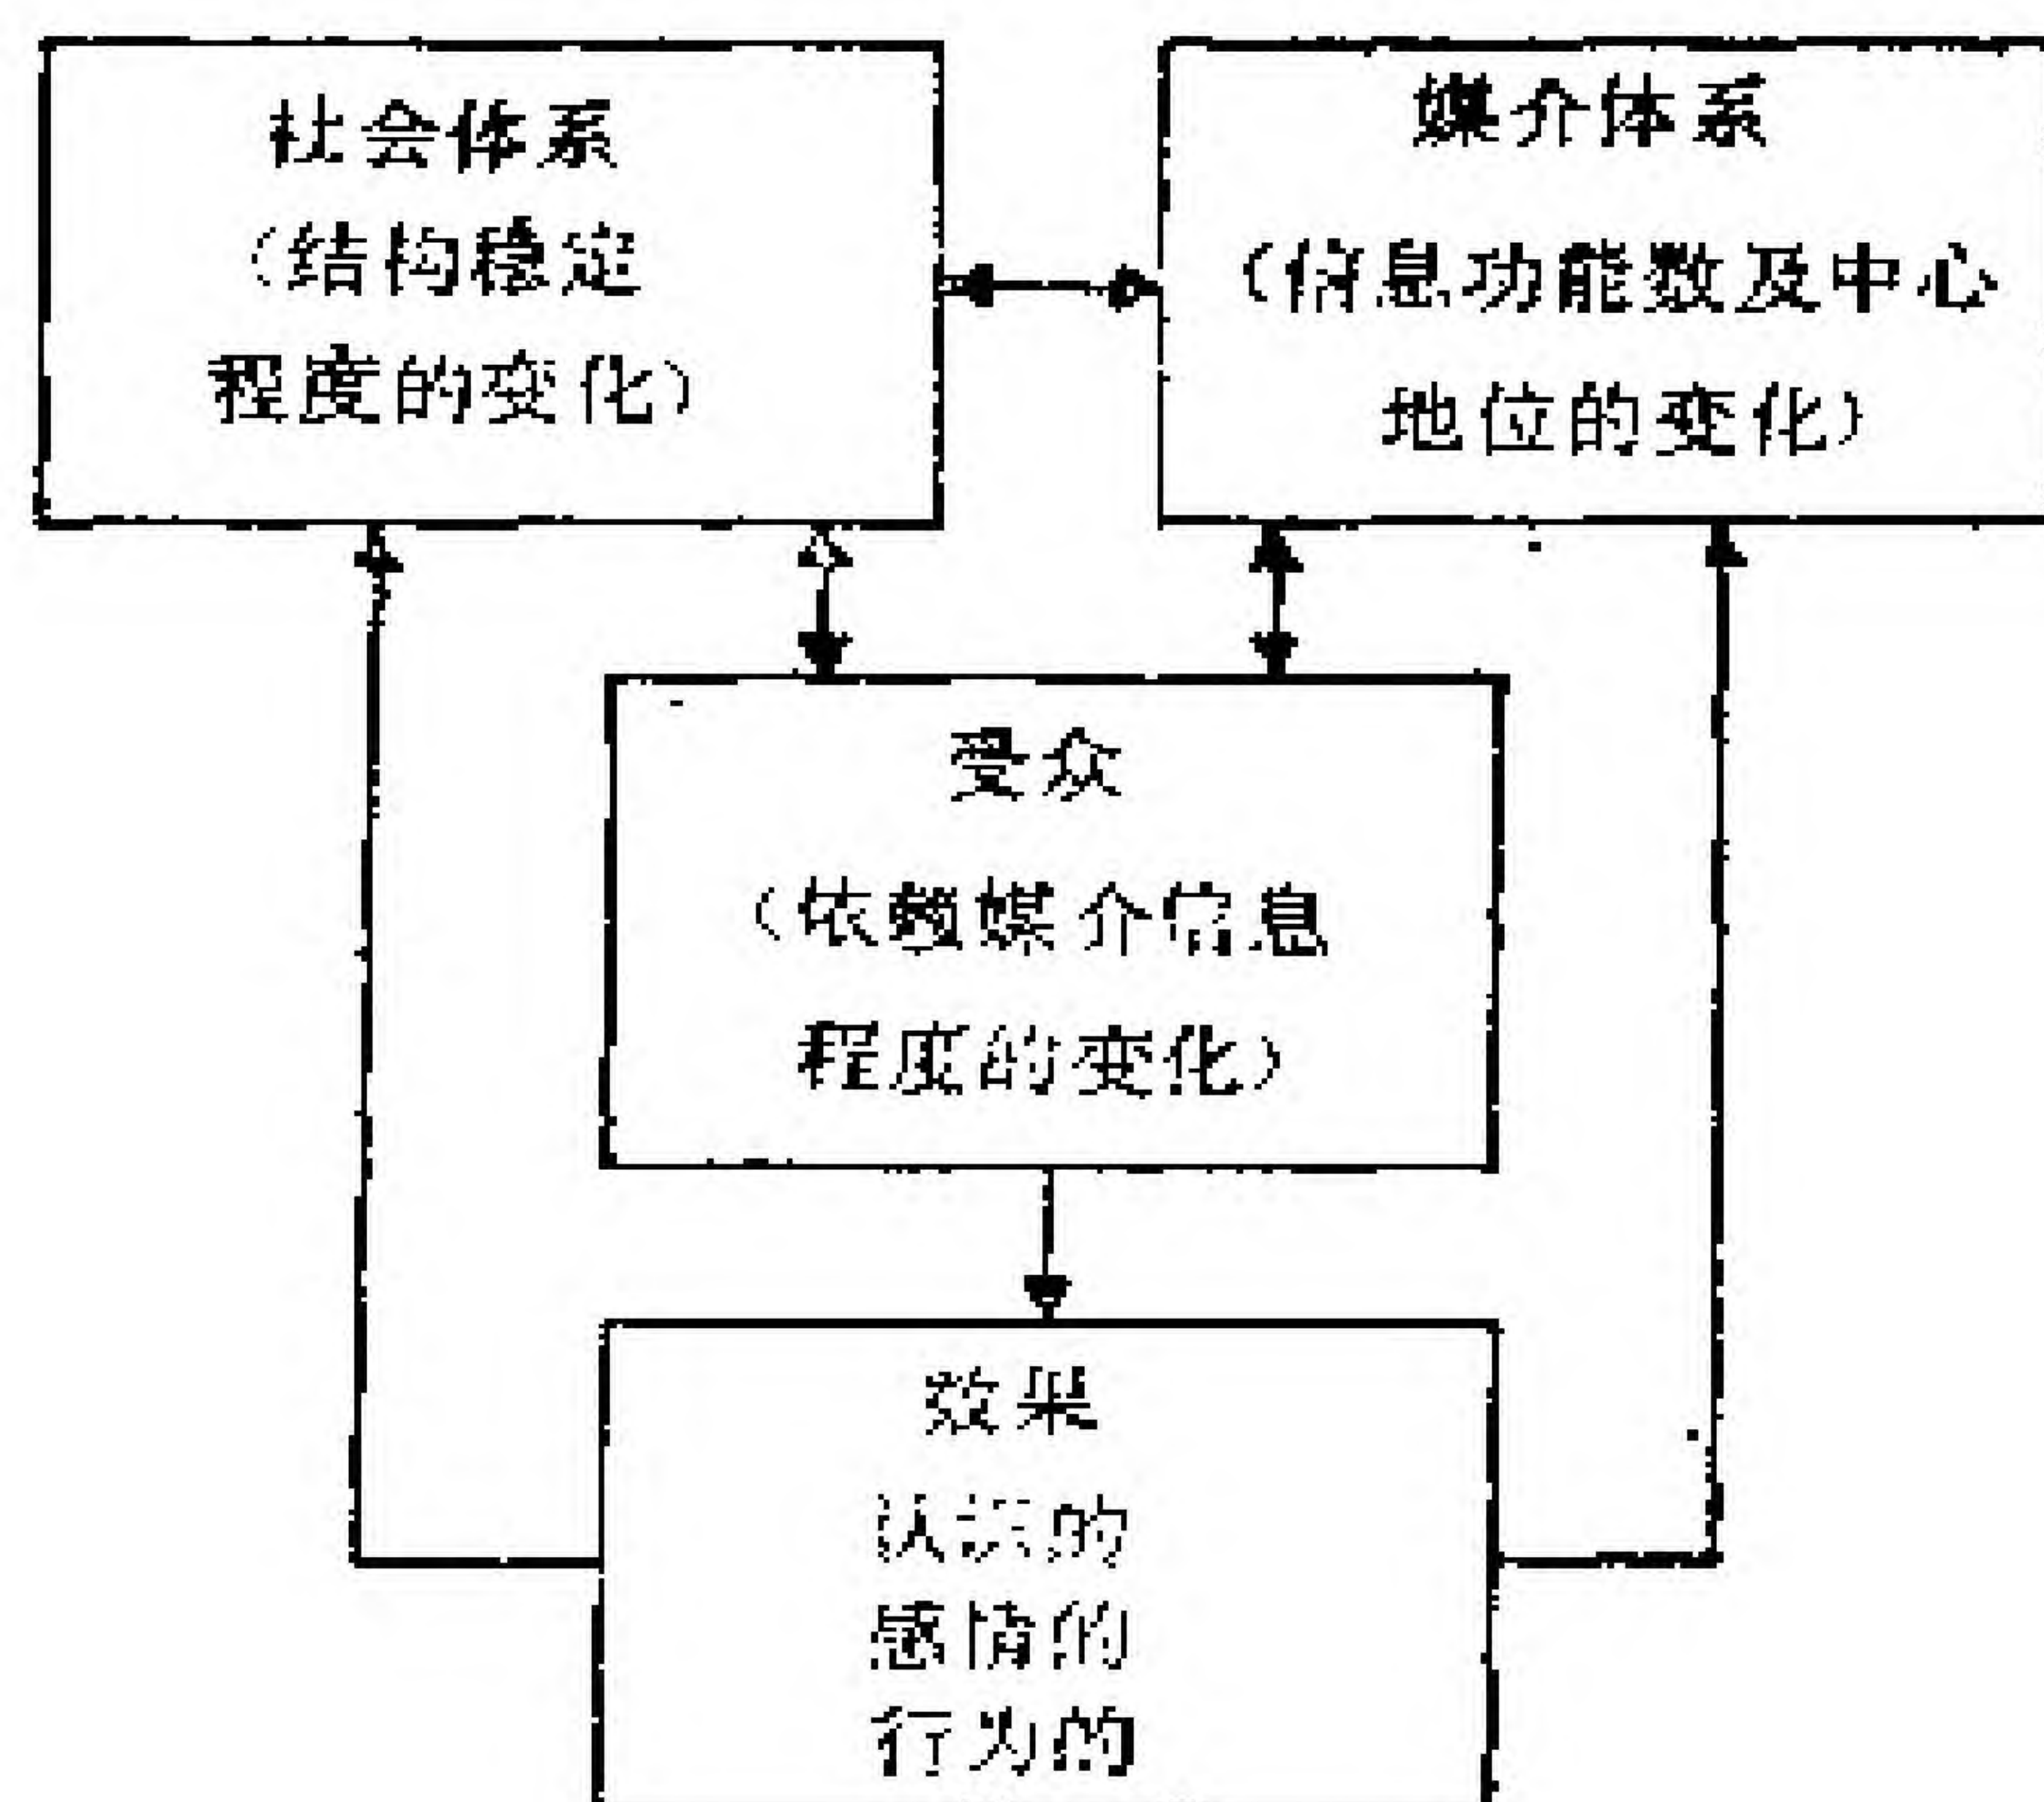 社会体系
（结构稳定
程度的变化）
媒介体系
（信息功能数及中心
地位的变化）
受众
（依赖媒介信息
程度的变化）
效果
认识的
感情的
行为的